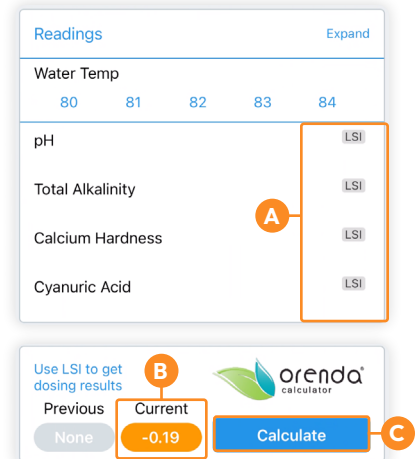 Readings Expand
Water Temp
80 81 82 83 84
pH LSI
Total Alkalinity LSI
A
Calcium Hardness LSI
Cyanuric Acid LSI
Use LSI to get
dosing results
B
orenda
calculator
Previous Current
None -0.19
Calculate C